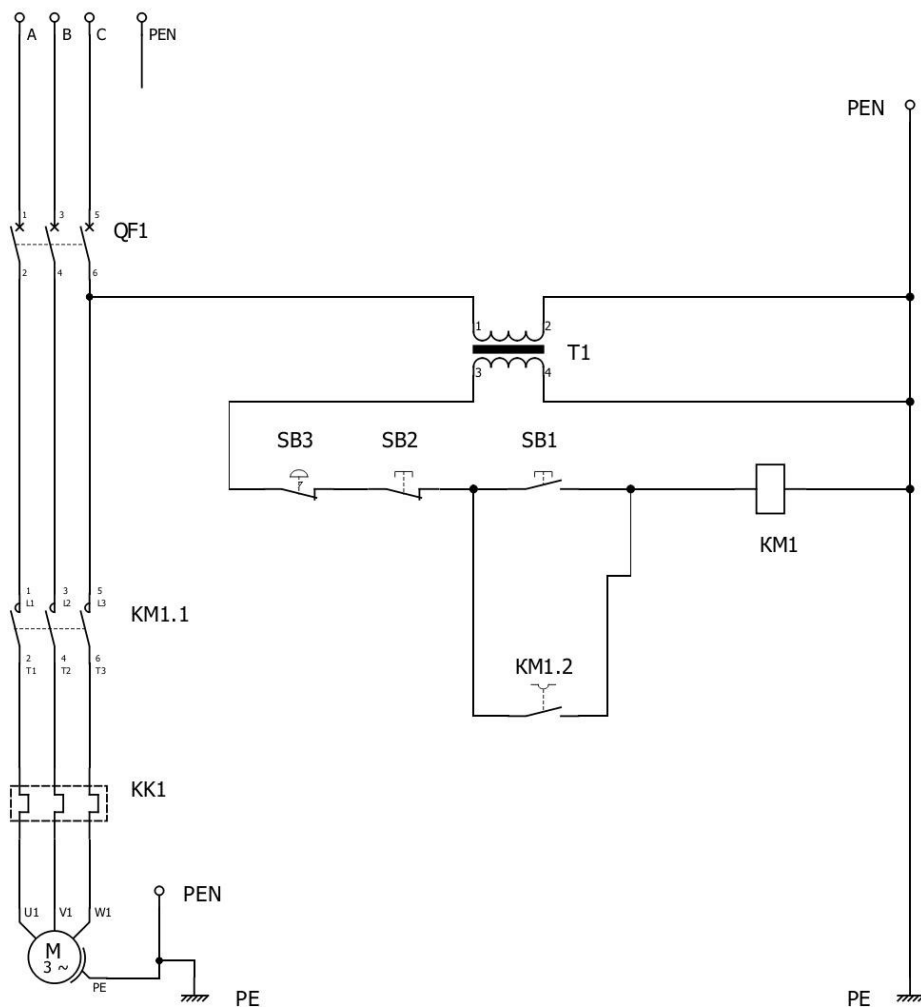 A B C PEN
PEN
1 3 5
QF1
2 4 6
1 2
T1
3 4
SB3 SB2 SB1
KM1
1 3 5
L1 L2 L3
KM1.1
2 4 6
T1 T2 T3
KM1.2
KK1
PEN
U1 V1 W1
M
3 ~
PE
PE
PE